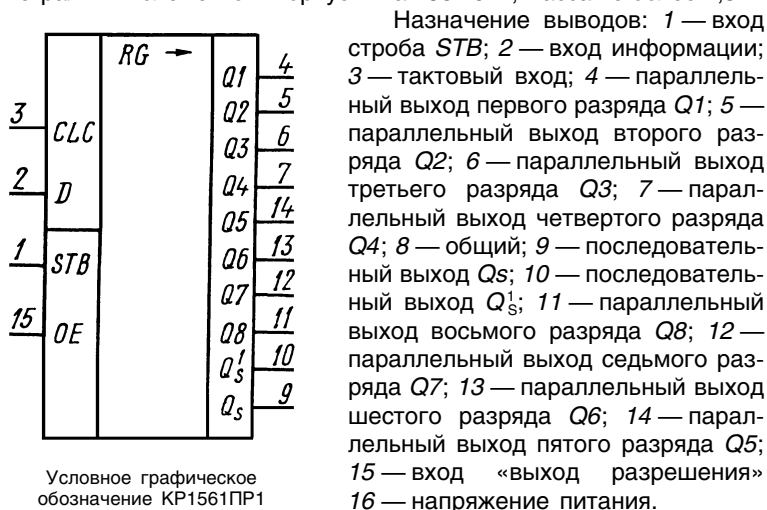 Назначение выводов: 1 — вход
строба STB; 2 — вход информации;
3 — тактовый вход; 4 — параллель-
ный выход первого разряда Q1; 5 —
параллельный выход второго раз-
ряда Q2; 6 — параллельный выход
третьего разряда Q3; 7 — парал-
лельный выход четвертого разряда
Q4; 8 — общий; 9 — последователь-
ный выход Qs; 10 — последователь-
ный выход Q¹S; 11 — параллельный
выход восьмого разряда Q8; 12 —
параллельный выход седьмого раз-
ряда Q7; 13 — параллельный выход
шестого разряда Q6; 14 — парал-
лельный выход пятого разряда Q5;
15 — вход «выход разрешения»
16 — напряжение питания.
RG →
3 CLC
2 D
1 STB
15 OE
Q1 4
Q2 5
Q3 6
Q4 7
Q5 14
Q6 13
Q7 12
Q8 11
Q¹s 10
Qs 9
Условное графическое
обозначение КР1561ПР1